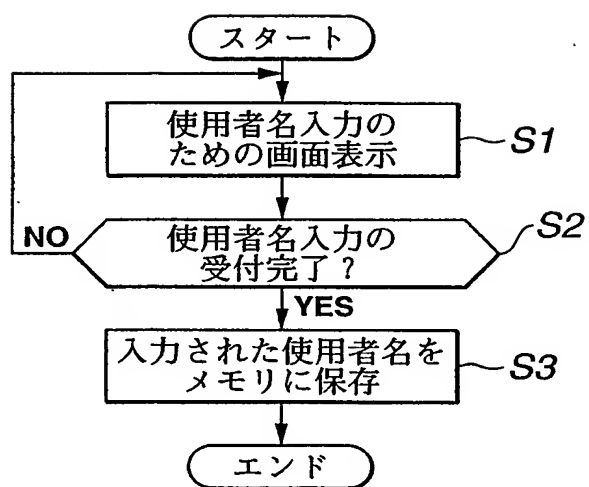 スタート
使用者名入力の
ための画面表示
S1
使用者名入力の
受付完了？
S2
NO
YES
入力された使用者名を
メモリに保存
S3
エンド